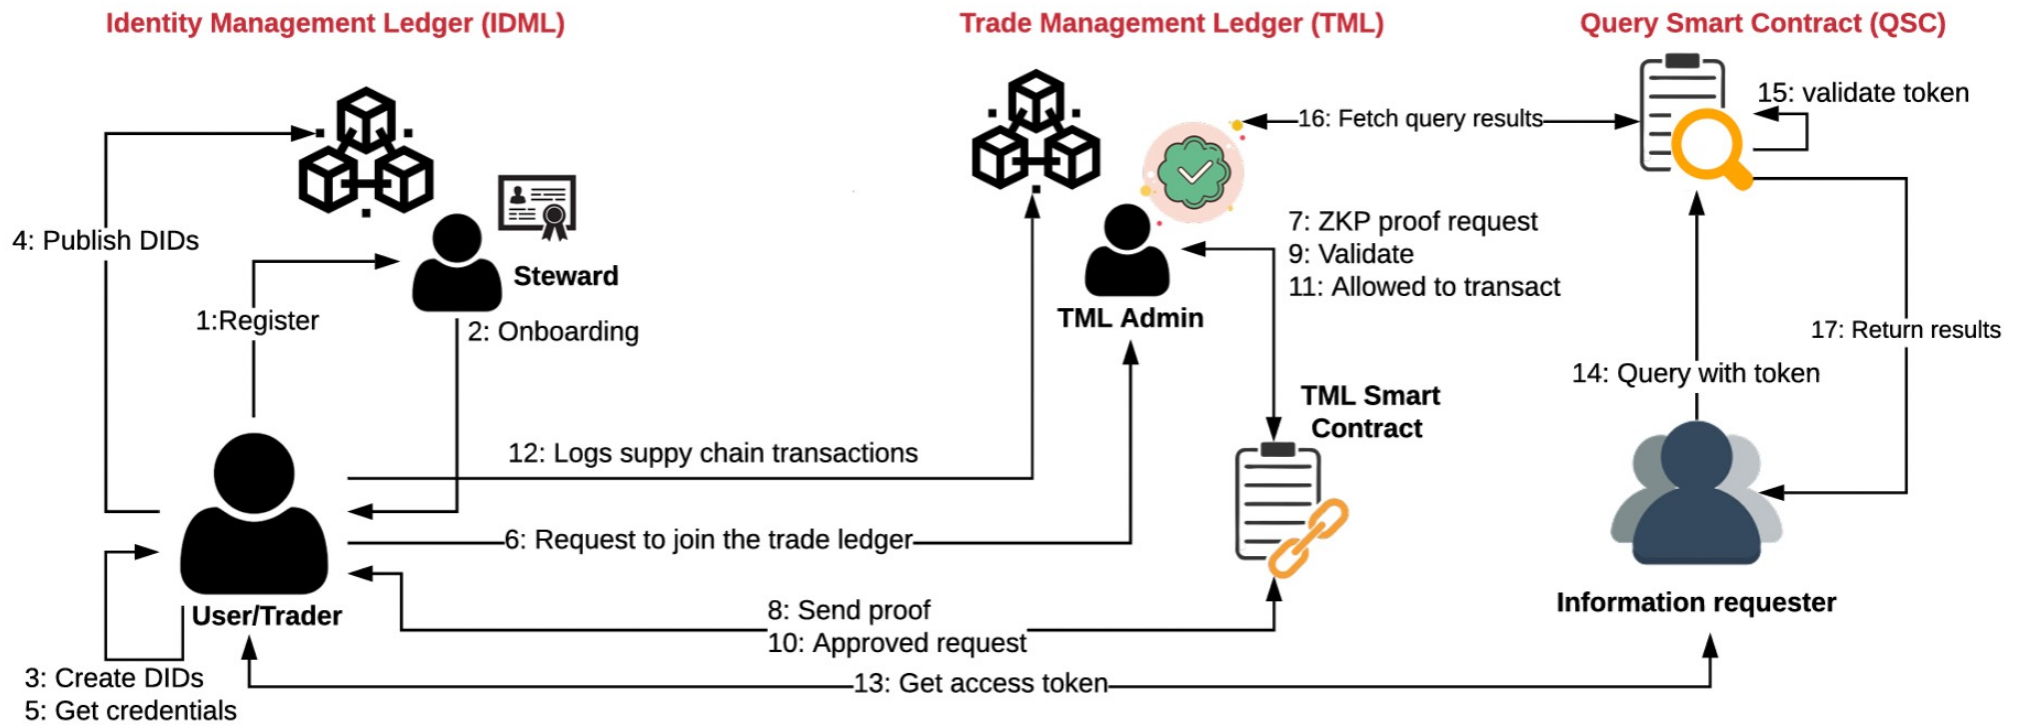 Identity Management Ledger (IDML)
Trade Management Ledger (TML)
Query Smart Contract (QSC)
15: validate token
16: Fetch query results
4: Publish DIDs
Steward
1:Register
2: Onboarding
7: ZKP proof request
9: Validate
11: Allowed to transact
TML Admin
17: Return results
14: Query with token
TML Smart
Contract
12: Logs suppy chain transactions
6: Request to join the trade ledger
User/Trader
8: Send proof
10: Approved request
Information requester
3: Create DIDs
5: Get credentials
13: Get access token